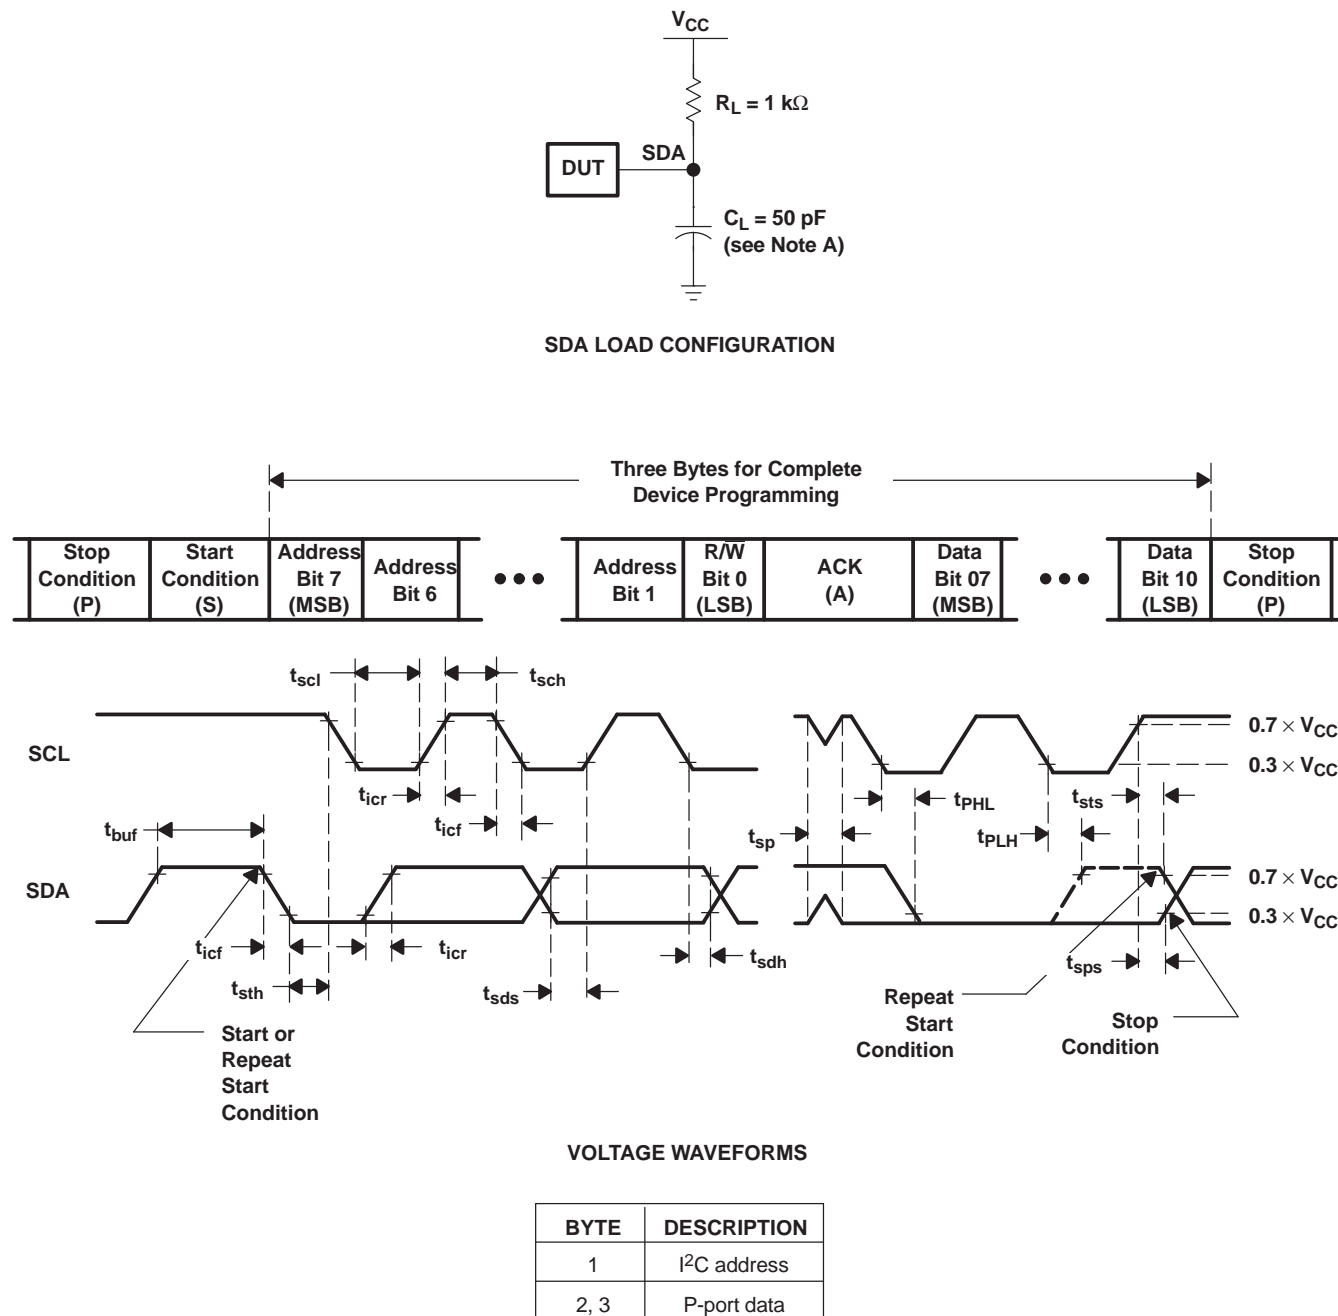 VCC
RL = 1 kΩ
SDA
DUT
CL = 50 pF
(see Note A)
SDA LOAD CONFIGURATION
Three Bytes for Complete
Device Programming
Stop
Condition
(P)
Start
Condition
(S)
Address
Bit 7
(MSB)
Address
Bit 6
Address
Bit 1
R/W̅
Bit 0
(LSB)
ACK
(A)
Data
Bit 07
(MSB)
Data
Bit 10
(LSB)
Stop
Condition
(P)
tscl
tsch
0.7 × VCC
SCL
0.3 × VCC
ticr
tPHL
tsts
tbuf
ticf
tsp
tPLH
SDA
0.7 × VCC
0.3 × VCC
ticf
ticr
tsdh
tsps
tsth
tsds
Start or
Repeat
Start
Condition
Repeat
Start
Condition
Stop
Condition
VOLTAGE WAVEFORMS
BYTE DESCRIPTION
1 I²C address
2, 3 P-port data